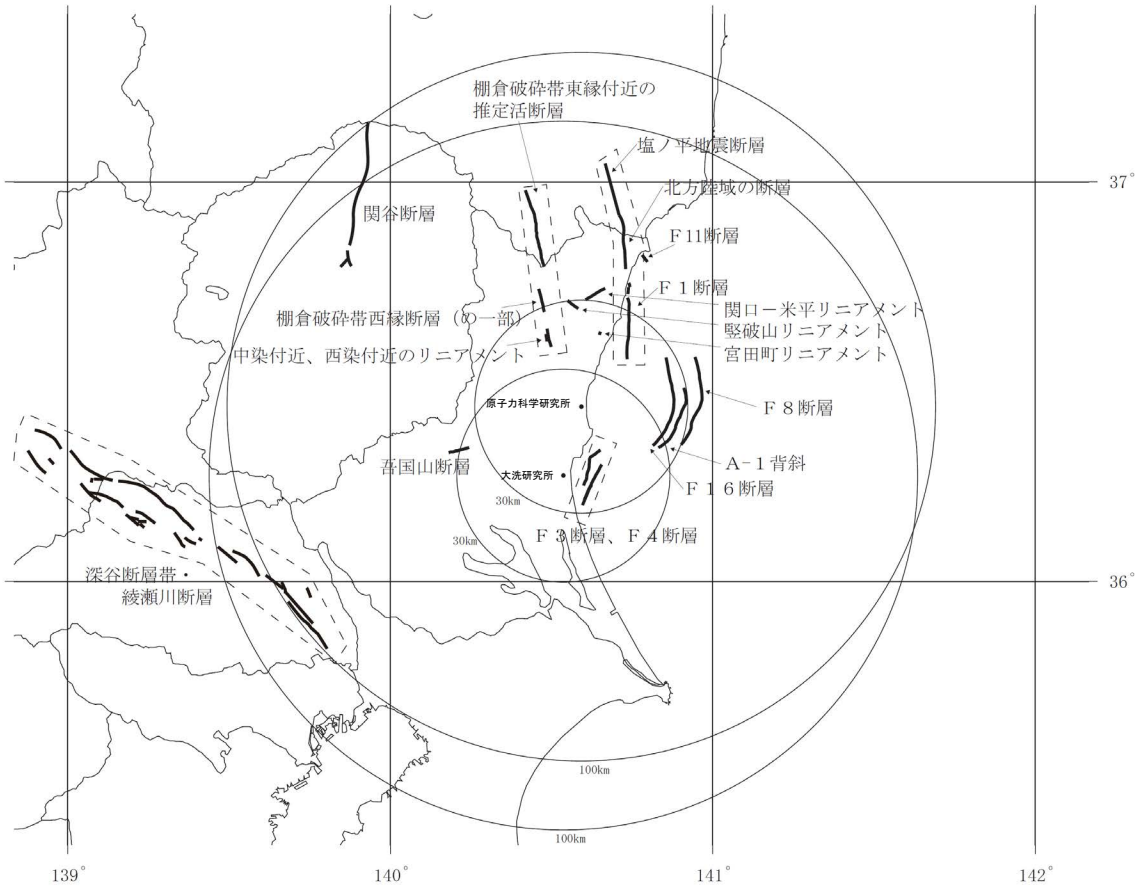 棚倉破砕帯東縁付近の
推定活断層
塩ノ平地震断層
37°
北方陸域の断層
関谷断層
F11断層
F1断層
関口－米平リニアメント
棚倉破砕帯西縁断層（の一部）
竪破山リニアメント
中染付近、西染付近のリニアメント
宮田町リニアメント
原子力科学研究所
F8断層
吾国山断層
A-1背斜
大洗研究所
F16断層
30km
F3断層、F4断層
30km
深谷断層帯・
綾瀬川断層
36°
100km
100km
139°
140°
141°
142°